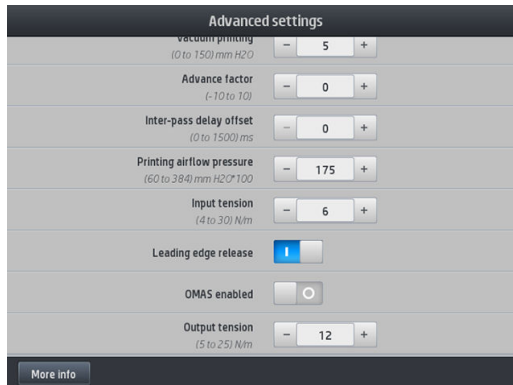 Advanced settings
Vacuum printing
(0 to 150) mm H2O
- 5 +
Advance factor
(-10 to 10)
- 0 +
Inter-pass delay offset
(0 to 1500) ms
- 0 +
Printing airflow pressure
(60 to 384) mm H2O*100
- 175 +
Input tension
(4 to 30) N/m
- 6 +
Leading edge release
OMAS enabled
Output tension
(5 to 25) N/m
- 12 +
More info